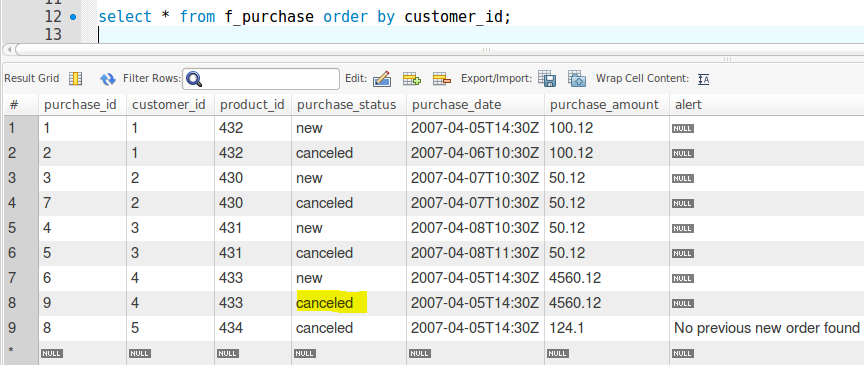 11
12 select * from f_purchase order by customer_id;
13
Result Grid Filter Rows: Edit: Export/Import: Wrap Cell Content:
# purchase_id customer_id product_id purchase_status purchase_date purchase_amount alert
1 1 1 432 new 2007-04-05T14:30Z 100.12 NULL
2 2 1 432 canceled 2007-04-06T10:30Z 100.12 NULL
3 3 2 430 new 2007-04-07T10:30Z 50.12 NULL
4 7 2 430 canceled 2007-04-07T10:30Z 50.12 NULL
5 4 3 431 new 2007-04-08T10:30Z 50.12 NULL
6 5 3 431 canceled 2007-04-08T11:30Z 50.12 NULL
7 6 4 433 new 2007-04-05T14:30Z 4560.12 NULL
8 9 4 433 canceled 2007-04-05T14:30Z 4560.12 NULL
9 8 5 434 canceled 2007-04-05T14:30Z 124.1 No previous new order found
* NULL NULL NULL NULL NULL NULL NULL